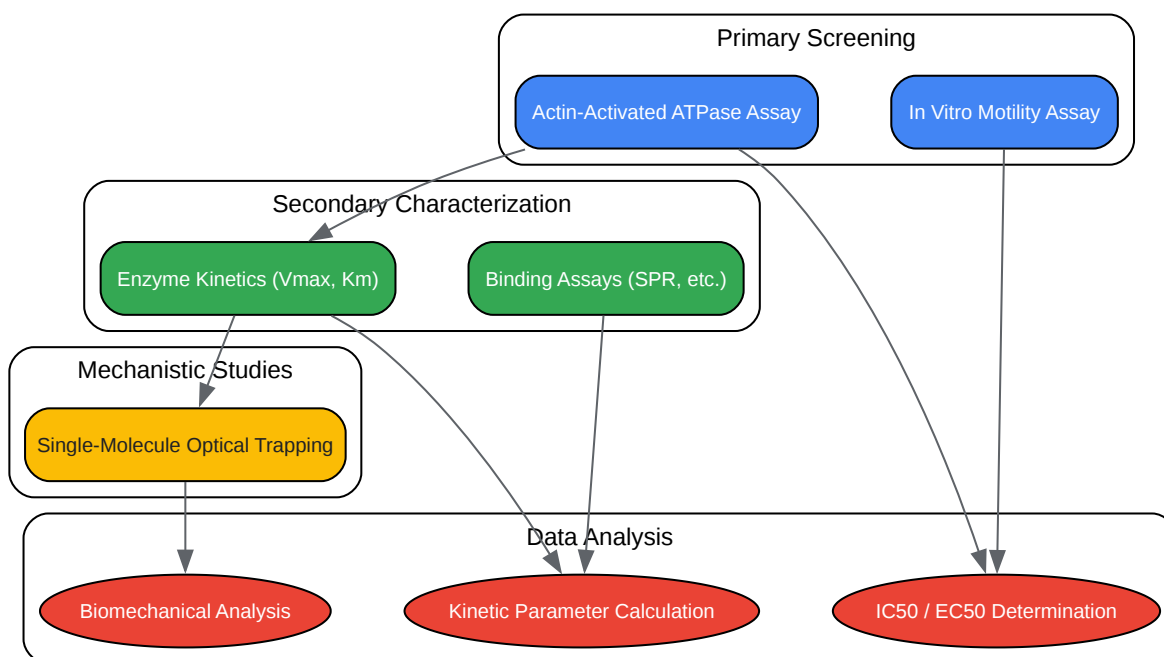 Primary Screening
Actin-Activated ATPase Assay
In Vitro Motility Assay
Secondary Characterization
Enzyme Kinetics (Vmax, Km)
Binding Assays (SPR, etc.)
Mechanistic Studies
Single-Molecule Optical Trapping
Data Analysis
Biomechanical Analysis
Kinetic Parameter Calculation
IC50 / EC50 Determination